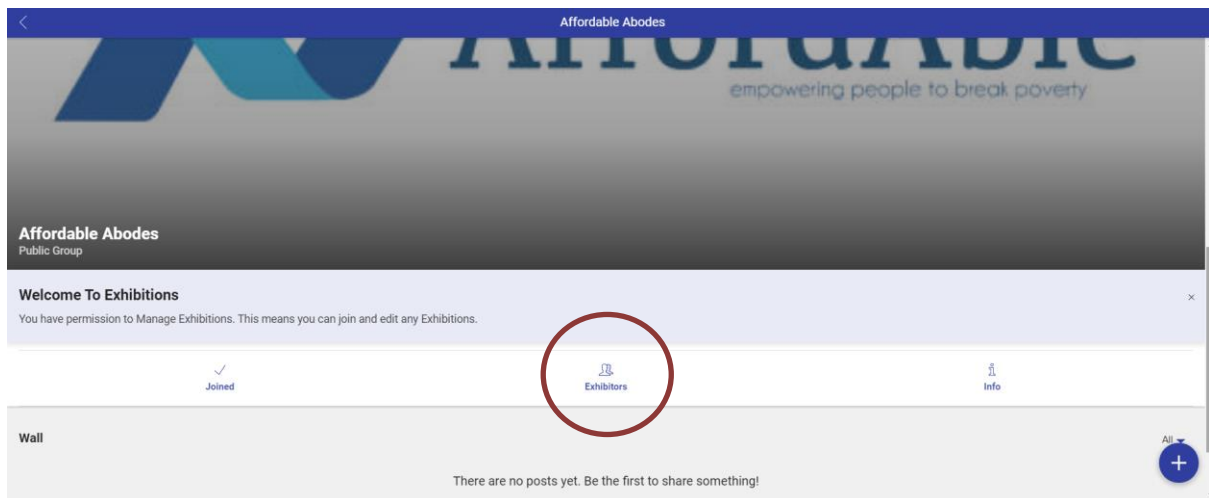 Affordable Abodes
AffordAble
empowering people to break poverty
Affordable Abodes
Public Group
Welcome To Exhibitions
×
You have permission to Manage Exhibitions. This means you can join and edit any Exhibitions.
Joined
Exhibitors
Info
Wall
All
There are no posts yet. Be the first to share something!